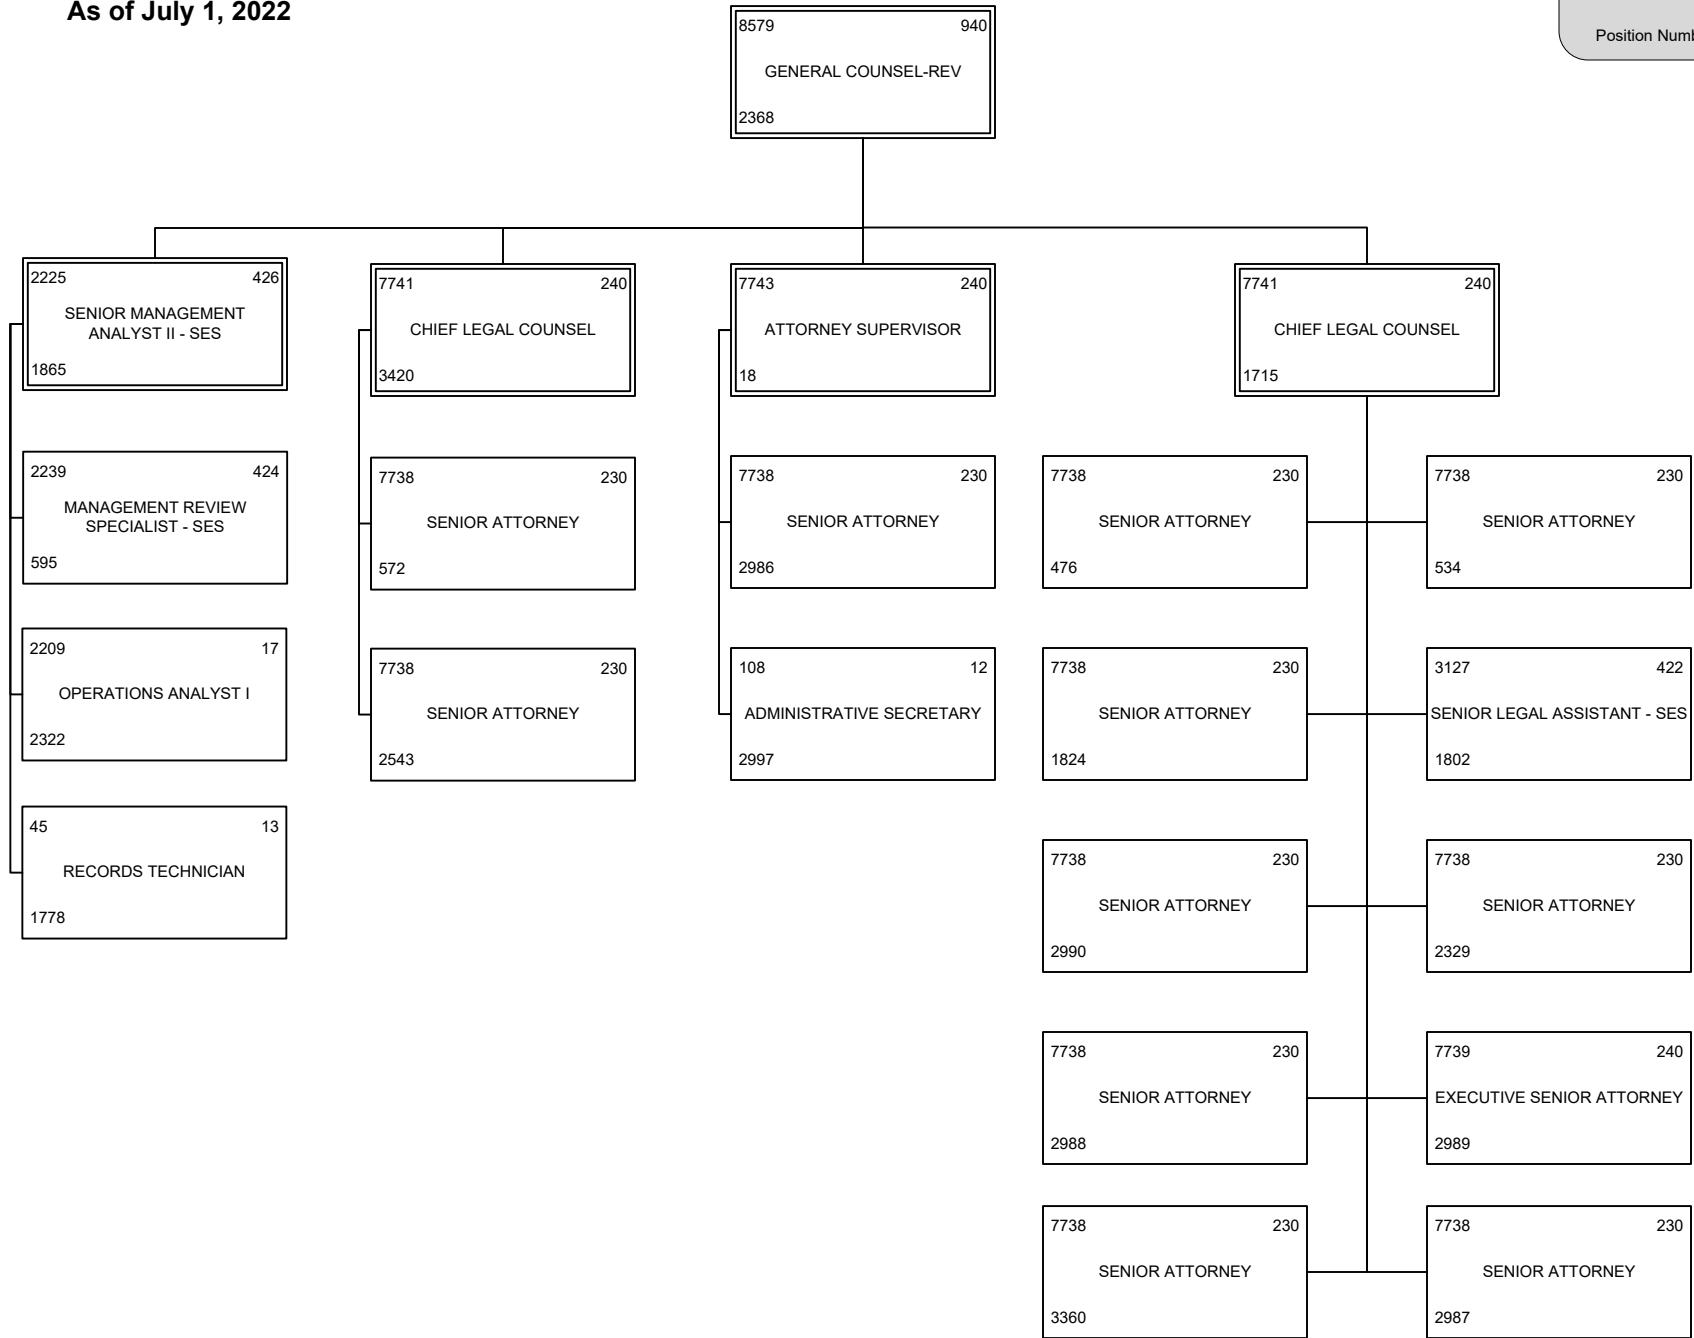 As of July 1, 2022
Position Numb
8579 940
GENERAL COUNSEL-REV
2368
2225 426
SENIOR MANAGEMENT
ANALYST II - SES
1865
7741 240
CHIEF LEGAL COUNSEL
3420
7743 240
ATTORNEY SUPERVISOR
18
7741 240
CHIEF LEGAL COUNSEL
1715
2239 424
MANAGEMENT REVIEW
SPECIALIST - SES
595
7738 230
SENIOR ATTORNEY
572
7738 230
SENIOR ATTORNEY
2986
7738 230
SENIOR ATTORNEY
476
7738 230
SENIOR ATTORNEY
534
2209 17
OPERATIONS ANALYST I
2322
7738 230
SENIOR ATTORNEY
2543
108 12
ADMINISTRATIVE SECRETARY
2997
7738 230
SENIOR ATTORNEY
1824
3127 422
SENIOR LEGAL ASSISTANT - SES
1802
45 13
RECORDS TECHNICIAN
1778
7738 230
SENIOR ATTORNEY
2990
7738 230
SENIOR ATTORNEY
2329
7738 230
SENIOR ATTORNEY
2988
7739 240
EXECUTIVE SENIOR ATTORNEY
2989
7738 230
SENIOR ATTORNEY
3360
7738 230
SENIOR ATTORNEY
2987